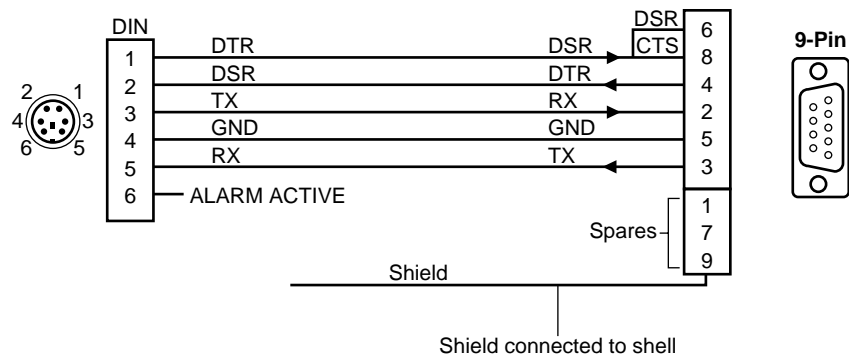 DIN
DSR
6
9-Pin
1
DTR
DSR
CTS
8
2
DSR
DTR
4
2 1
3
TX
RX
2
4 3
4
GND
GND
5
6 5
5
RX
TX
3
6
ALARM ACTIVE
1
Spares
7
9
Shield
Shield connected to shell